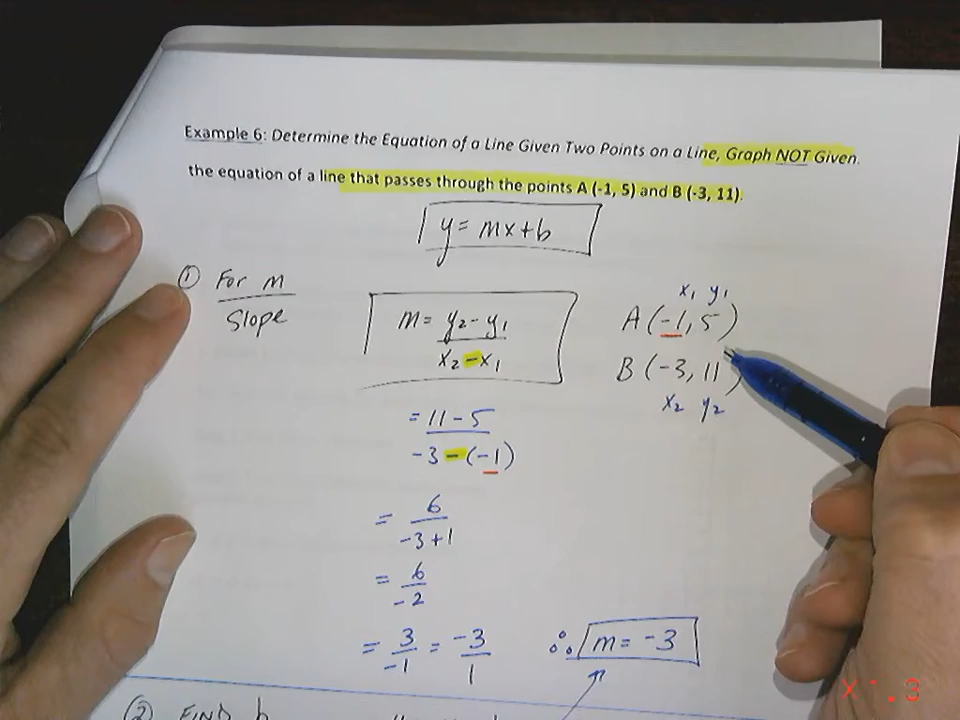 Example 6: Determine the Equation of a Line Given Two Points on a Line, Graph NOT Given.
the equation of a line that passes through the points A (-1, 5) and B (-3, 11).
y = mx+b
① For m
Slope
m = y₂ - y₁
x₂ - x₁
x₁ y₁
A (-1, 5)
B (-3, 11)
x₂ y₂
= 11 - 5
-3 - (-1)
= 6
-3+1
= 6
-2
= 3 = -3
-1 1
∴ m = -3
② FIND b
x : . 3